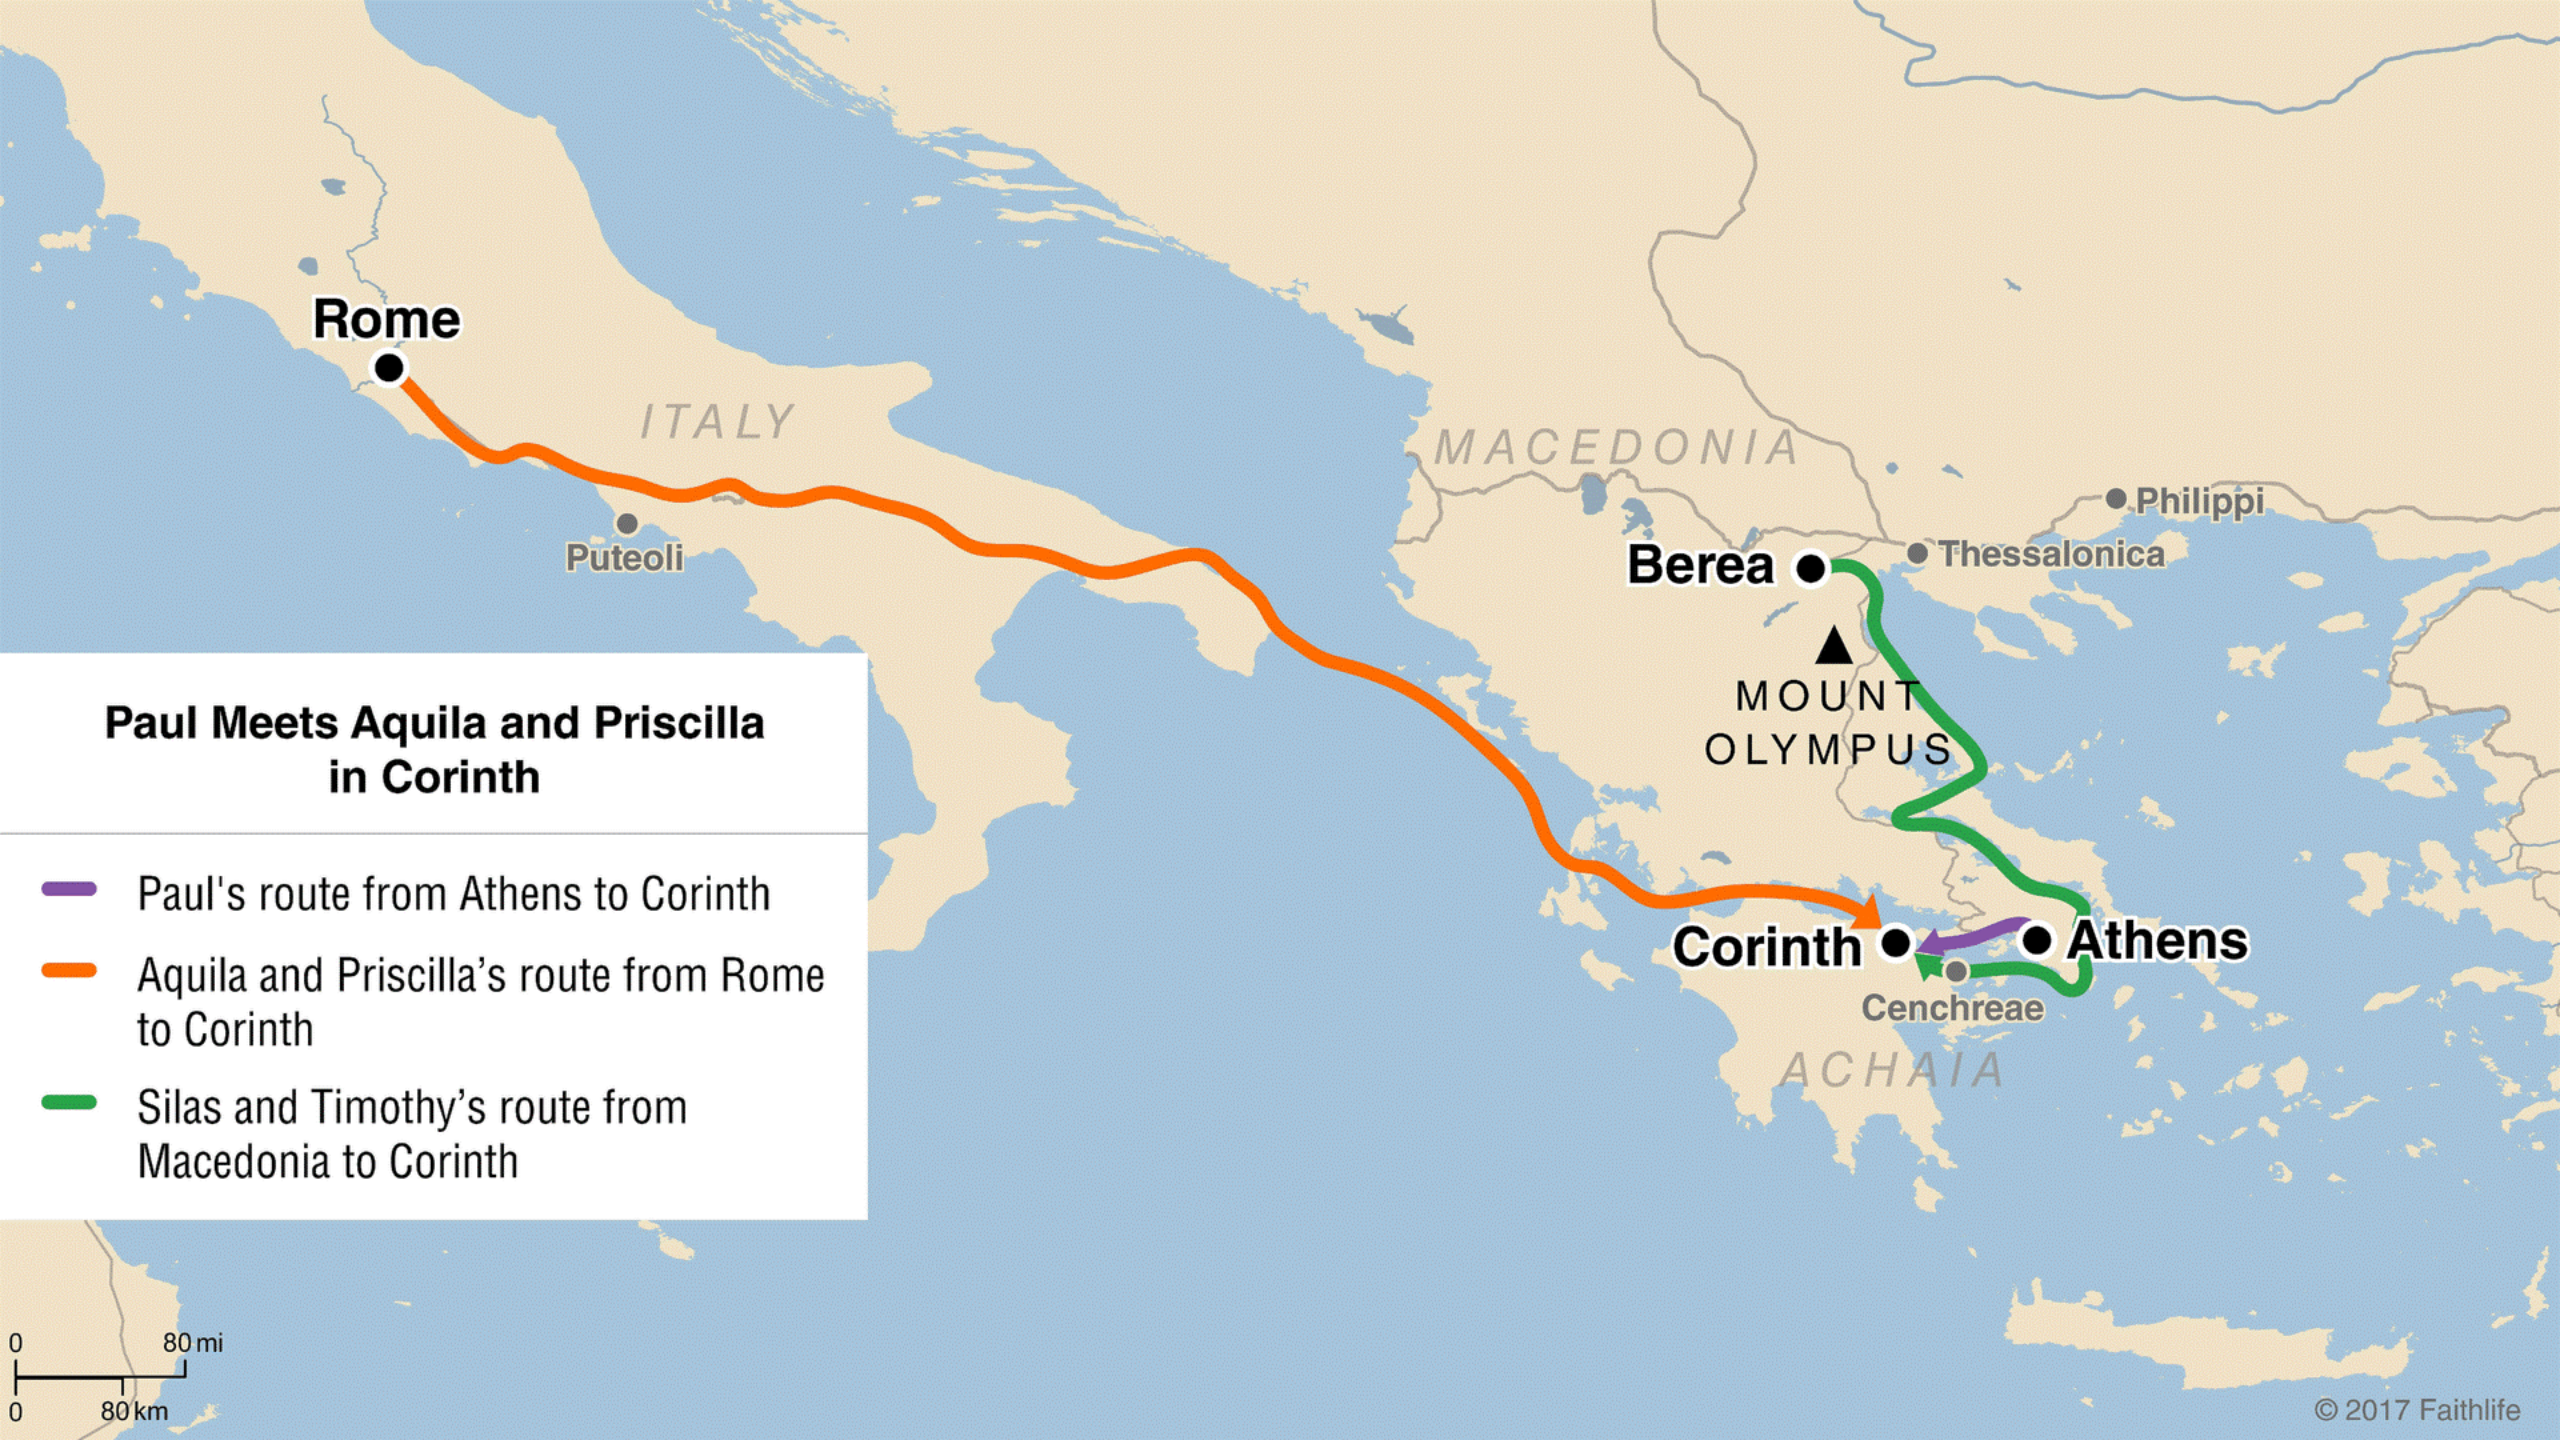 Rome
ITALY
Puteoli
MACEDONIA
Philippi
Thessalonica
Berea
MOUNT
OLYMPUS
Corinth
Athens
Cenchreae
ACHAIA
Paul Meets Aquila and Priscilla
in Corinth
Paul's route from Athens to Corinth
Aquila and Priscilla’s route from Rome
to Corinth
Silas and Timothy’s route from
Macedonia to Corinth
0 80 mi
0 80 km
© 2017 Faithlife